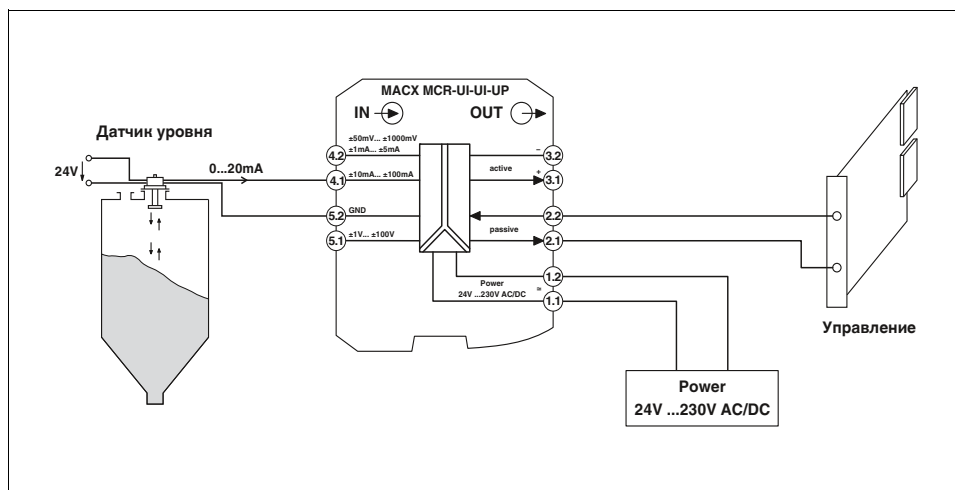 MACX MCR-UI-UI-UP
IN
OUT
Датчик уровня
24V
0...20mA
±50mV... ±1000mV
±1mA... ±5mA
4.2
4.1
±10mA... ±100mA
5.2
GND
5.1
±1V... ±100V
active
–
3.2
+
3.1
2.2
passive
2.1
1.2
Power
24V ...230V AC/DC
≅
1.1
Управление
Power
24V ...230V AC/DC